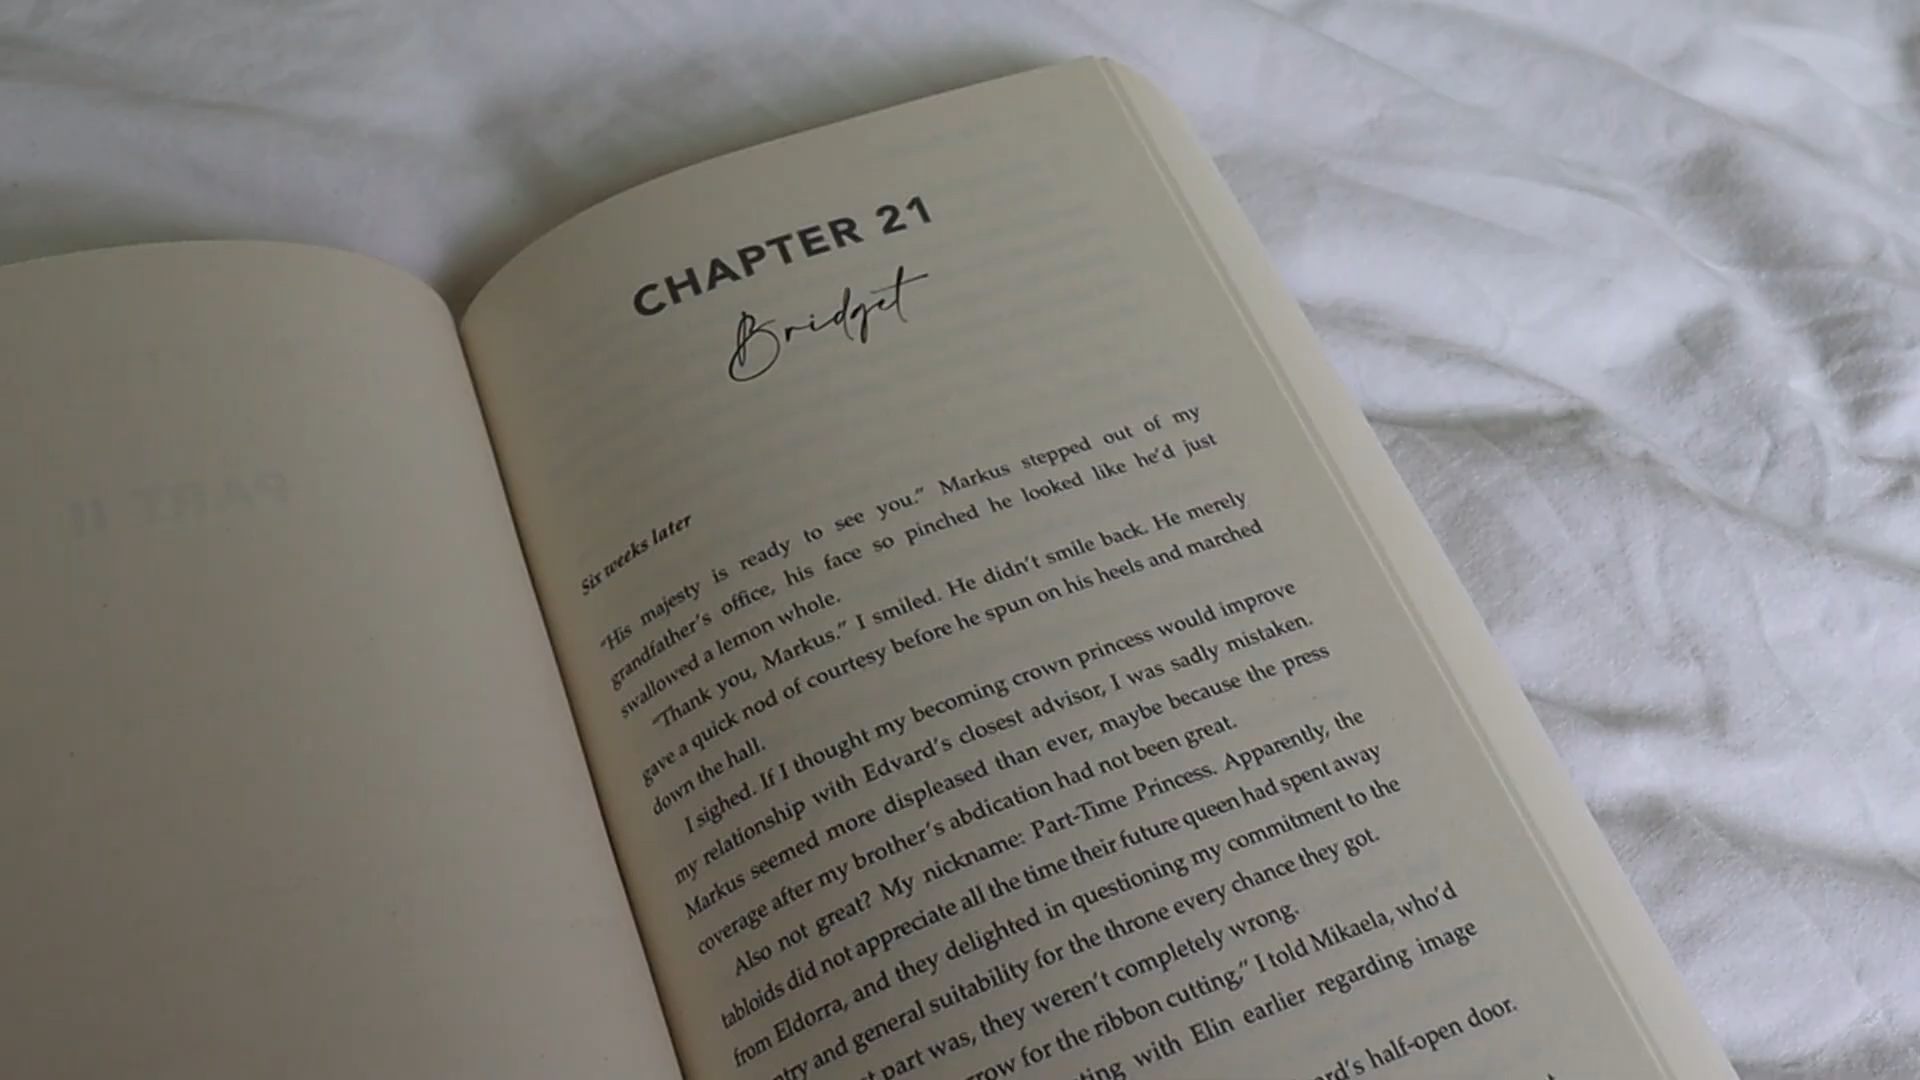 PART II
CHAPTER 21
Bridget
Six weeks later
“His majesty is ready to see you.” Markus stepped out of my
grandfather’s office, his face so pinched he looked like he’d just
swallowed a lemon whole.
“Thank you, Markus.” I smiled. He didn’t smile back. He merely
gave a quick nod of courtesy before he spun on his heels and marched
down the hall.
I sighed. If I thought my becoming crown princess would improve
my relationship with Edvard’s closest advisor, I was sadly mistaken.
Markus seemed more displeased than ever, maybe because the press
coverage after my brother’s abdication had not been great.
Also not great? My nickname: Part-Time Princess. Apparently, the
tabloids did not appreciate all the time their future queen had spent away
from Eldorra, and they delighted in questioning my commitment to the
ntry and general suitability for the throne every chance they got.
t part was, they weren’t completely wrong.
rrow for the ribbon cutting,” I told Mikaela, who’d
ting with Elin earlier regarding image
ard’s half-open door.